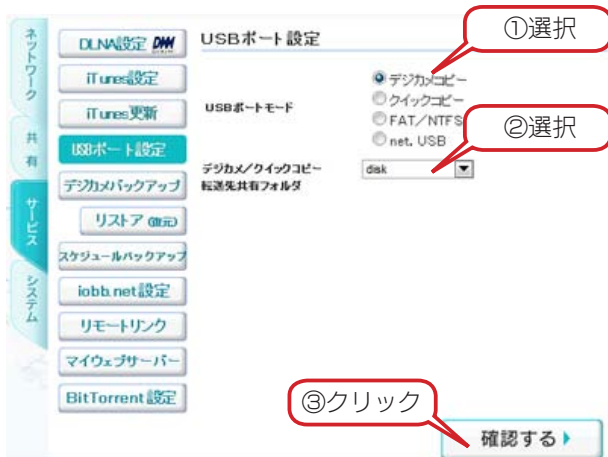 ネットワーク
共有
サービス
システム
DLNA設定 DMM
iTunes設定
iTunes更新
USBポート設定
デジカメバックアップ
リストア(復元)
スケジュールバックアップ
iobb.net設定
リモートリンク
マイウェブサーバー
BitTorrent設定
USBポート設定
①選択
USBポートモード
デジカメコピー
クイックコピー
FAT/NTFS
net.USB
②選択
デジカメ/クイックコピー
転送先共有フォルダ
disk
③クリック
確認する